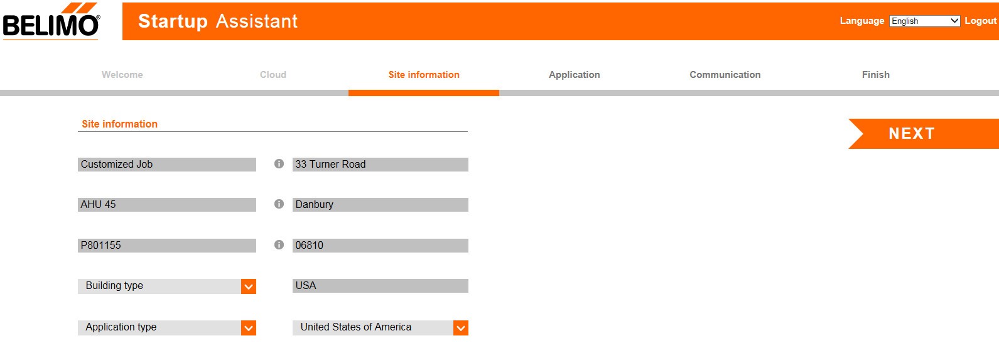 BELIMO®
Startup Assistant
Language English Logout
Welcome Cloud Site information Application Communication Finish
Site information
NEXT
Customized Job 33 Turner Road
AHU 45 Danbury
P801155 06810
Building type USA
Application type United States of America